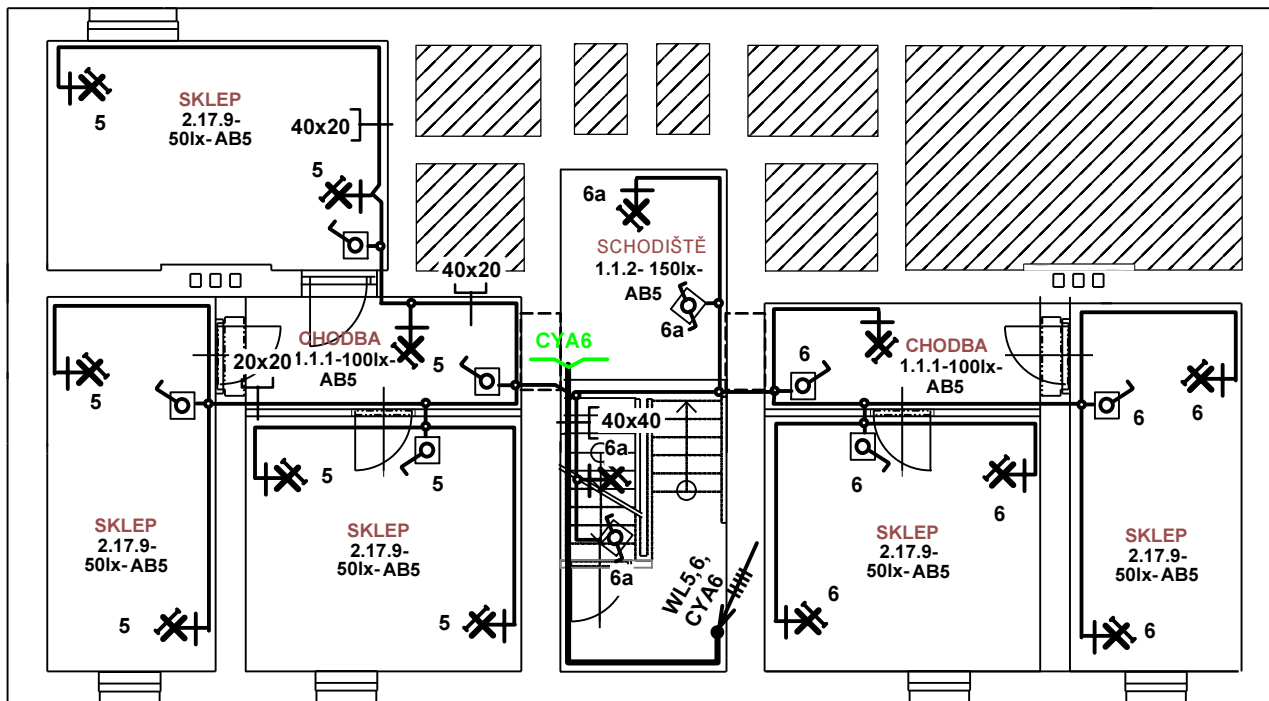 SKLEP
2.17.9-
50lx-AB5
5
40x20
5
6a
SCHODIŠTĚ
1.1.2- 150lx-
AB5
6a
40x20
CHODBA
1.1.1-100lx-
AB5
5
20x20
5
5
CYA6
6
CHODBA
1.1.1-100lx-
AB5
6
6
40x40
6a
6a
5
5
SKLEP
2.17.9-
50lx-AB5
5
SKLEP
2.17.9-
50lx-AB5
5
WL5,6,
CYA6
6
6
SKLEP
2.17.9-
50lx-AB5
6
SKLEP
2.17.9-
50lx-AB5
6